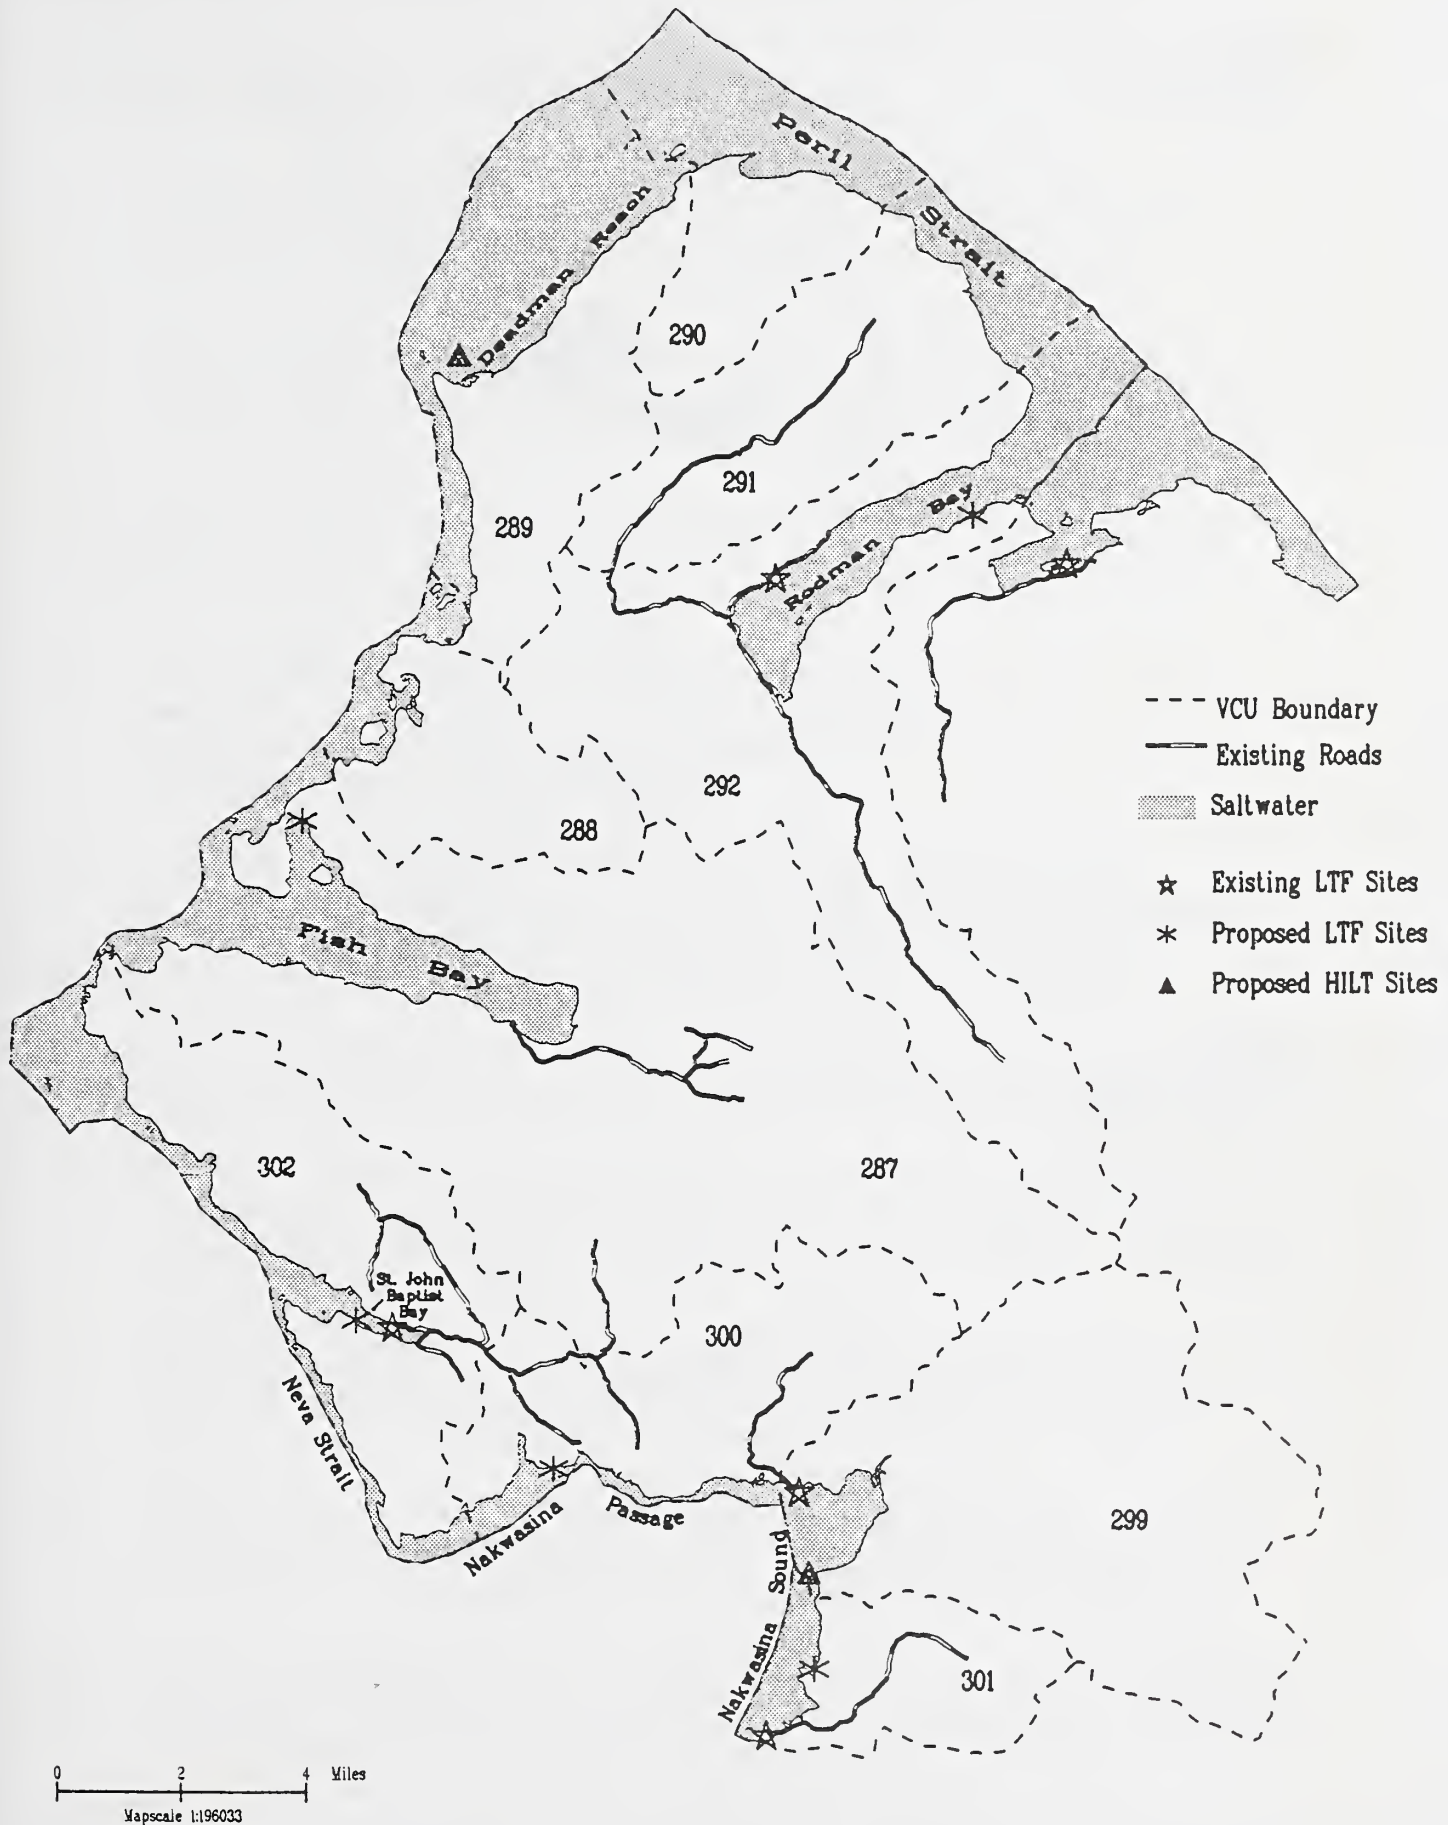 Peril
Strait
Deadman Reach
290
291
289
Rodman Bay
VCU Boundary
Existing Roads
292
Saltwater
288
Existing LTF Sites
Fish Bay
Proposed LTF Sites
Proposed HILT Sites
302
287
St. John
Baptist
Bay
300
Neva Strait
Nakwasina Passage
299
Nakwasina Sound
301
0 2 4 Miles
Mapscale 1:196033